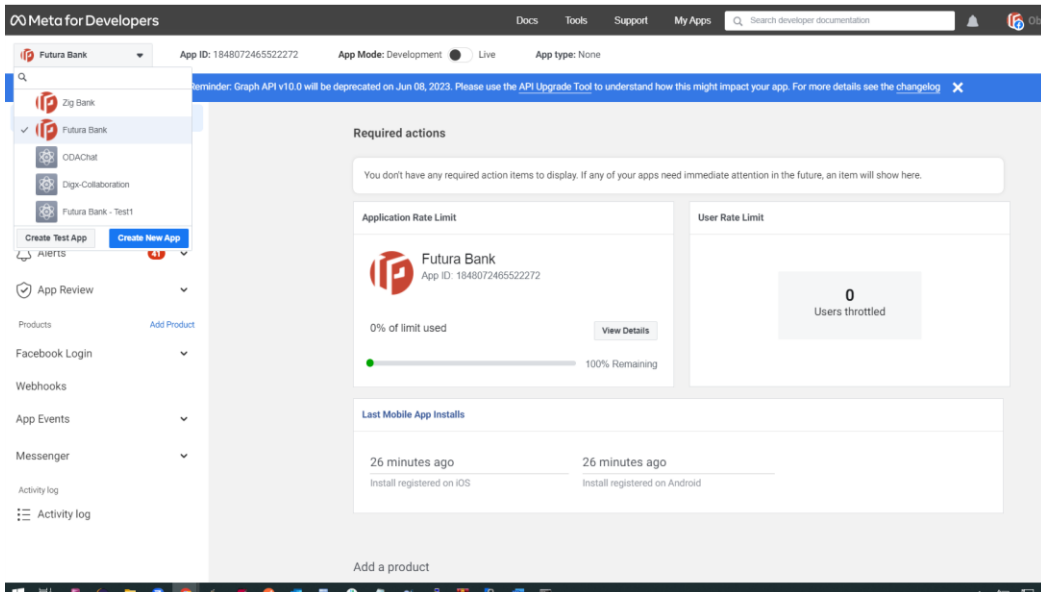 Meta for Developers
Docs Tools Support My Apps Search developer documentation
Futura Bank App ID: 1848072465522272 App Mode: Development Live App type: None
Reminder: Graph API v10.0 will be deprecated on Jun 08, 2023. Please use the API Upgrade Tool to understand how this might impact your app. For more details see the changelog
Zig Bank
Futura Bank
ODAChat
Digx-Collaboration
Futura Bank - Test1
Create Test App Create New App
Alerts 41
App Review
Products Add Product
Facebook Login
Webhooks
App Events
Messenger
Activity log
Activity log
Required actions
You don't have any required action items to display. If any of your apps need immediate attention in the future, an item will show here.
Application Rate Limit
Futura Bank
App ID: 1848072465522272
0% of limit used View Details
100% Remaining
User Rate Limit
0
Users throttled
Last Mobile App Installs
26 minutes ago 26 minutes ago
Install registered on iOS Install registered on Android
Add a product